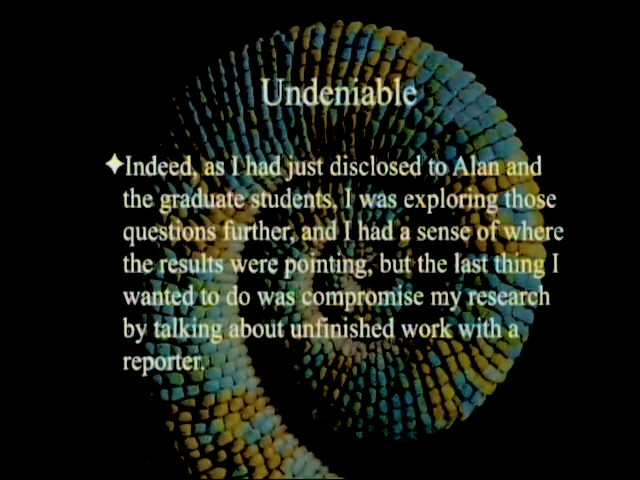 Undeniable
✦Indeed, as I had just disclosed to Alan and
the graduate students, I was exploring those
questions further, and I had a sense of where
the results were pointing, but the last thing I
wanted to do was compromise my research
by talking about unfinished work with a
reporter.